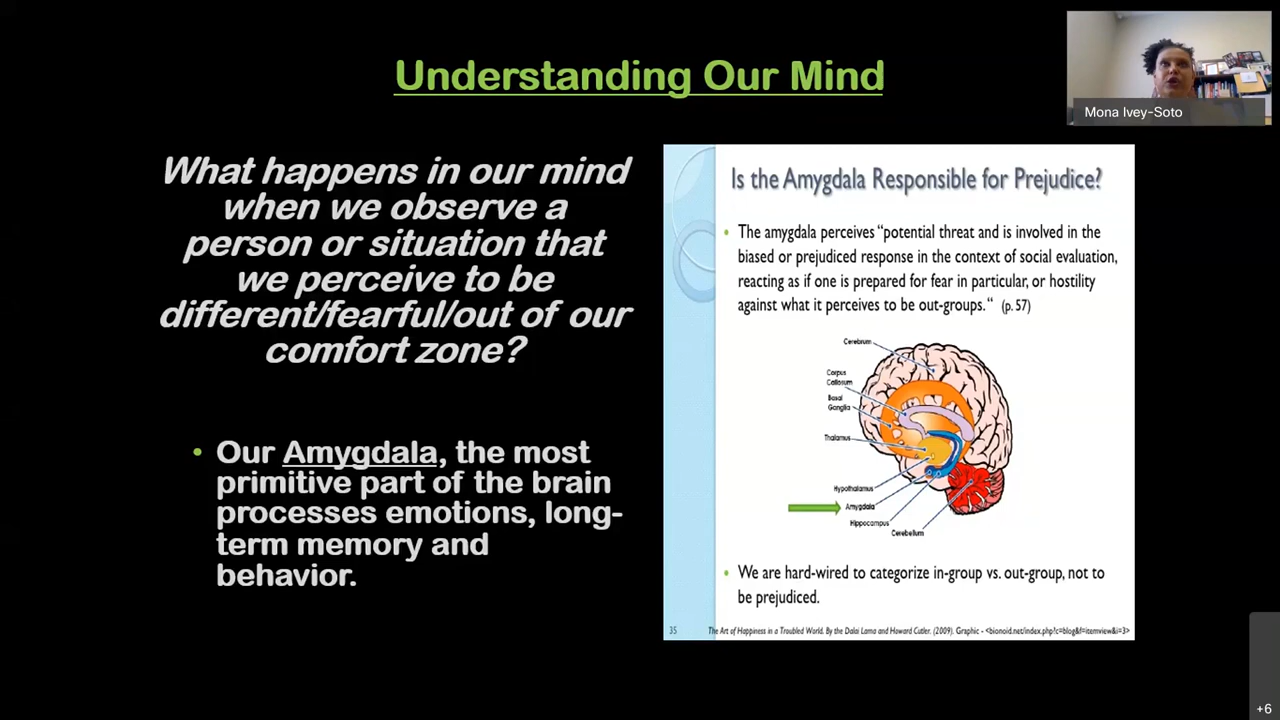 Understanding Our Mind
Mona Ivey-Soto
What happens in our mind
when we observe a
person or situation that
we perceive to be
different/fearful/out of our
comfort zone?
• Our Amygdala, the most
primitive part of the brain
processes emotions, long-
term memory and
behavior.
Is the Amygdala Responsible for Prejudice?
• The amygdala perceives "potential threat and is involved in the
biased or prejudiced response in the context of social evaluation,
reacting as if one is prepared for fear in particular, or hostility
against what it perceives to be out-groups." (p. 57)
Cerebrum
Corpus
Callosum
Basal
Ganglia
Thalamus
Hypothalamus
Amygdala
Hippocampus
Cerebellum
• We are hard-wired to categorize in-group vs. out-group, not to
be prejudiced.
35
The Art of Happiness in a Troubled World. By the Dalai Lama and Howard Cutler. (2009). Graphic - <bionoid.net/index.php?c=blog&f=itemview&i=3>
+6